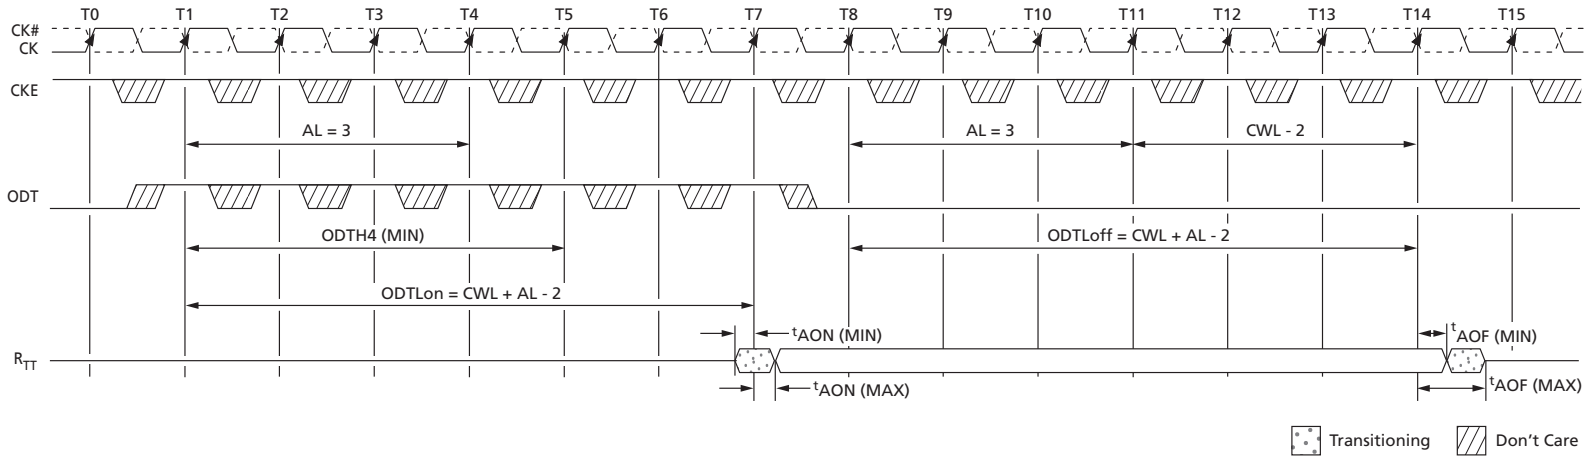 T0 T1 T2 T3 T4 T5 T6 T7 T8 T9 T10 T11 T12 T13 T14 T15
CK#
CK
CKE
AL = 3 AL = 3 CWL - 2
ODT
ODTH4 (MIN) ODTLoff = CWL + AL - 2
ODTLon = CWL + AL - 2
tAON (MIN) tAOF (MIN)
RTT
tAON (MAX) tAOF (MAX)
Transitioning Don't Care